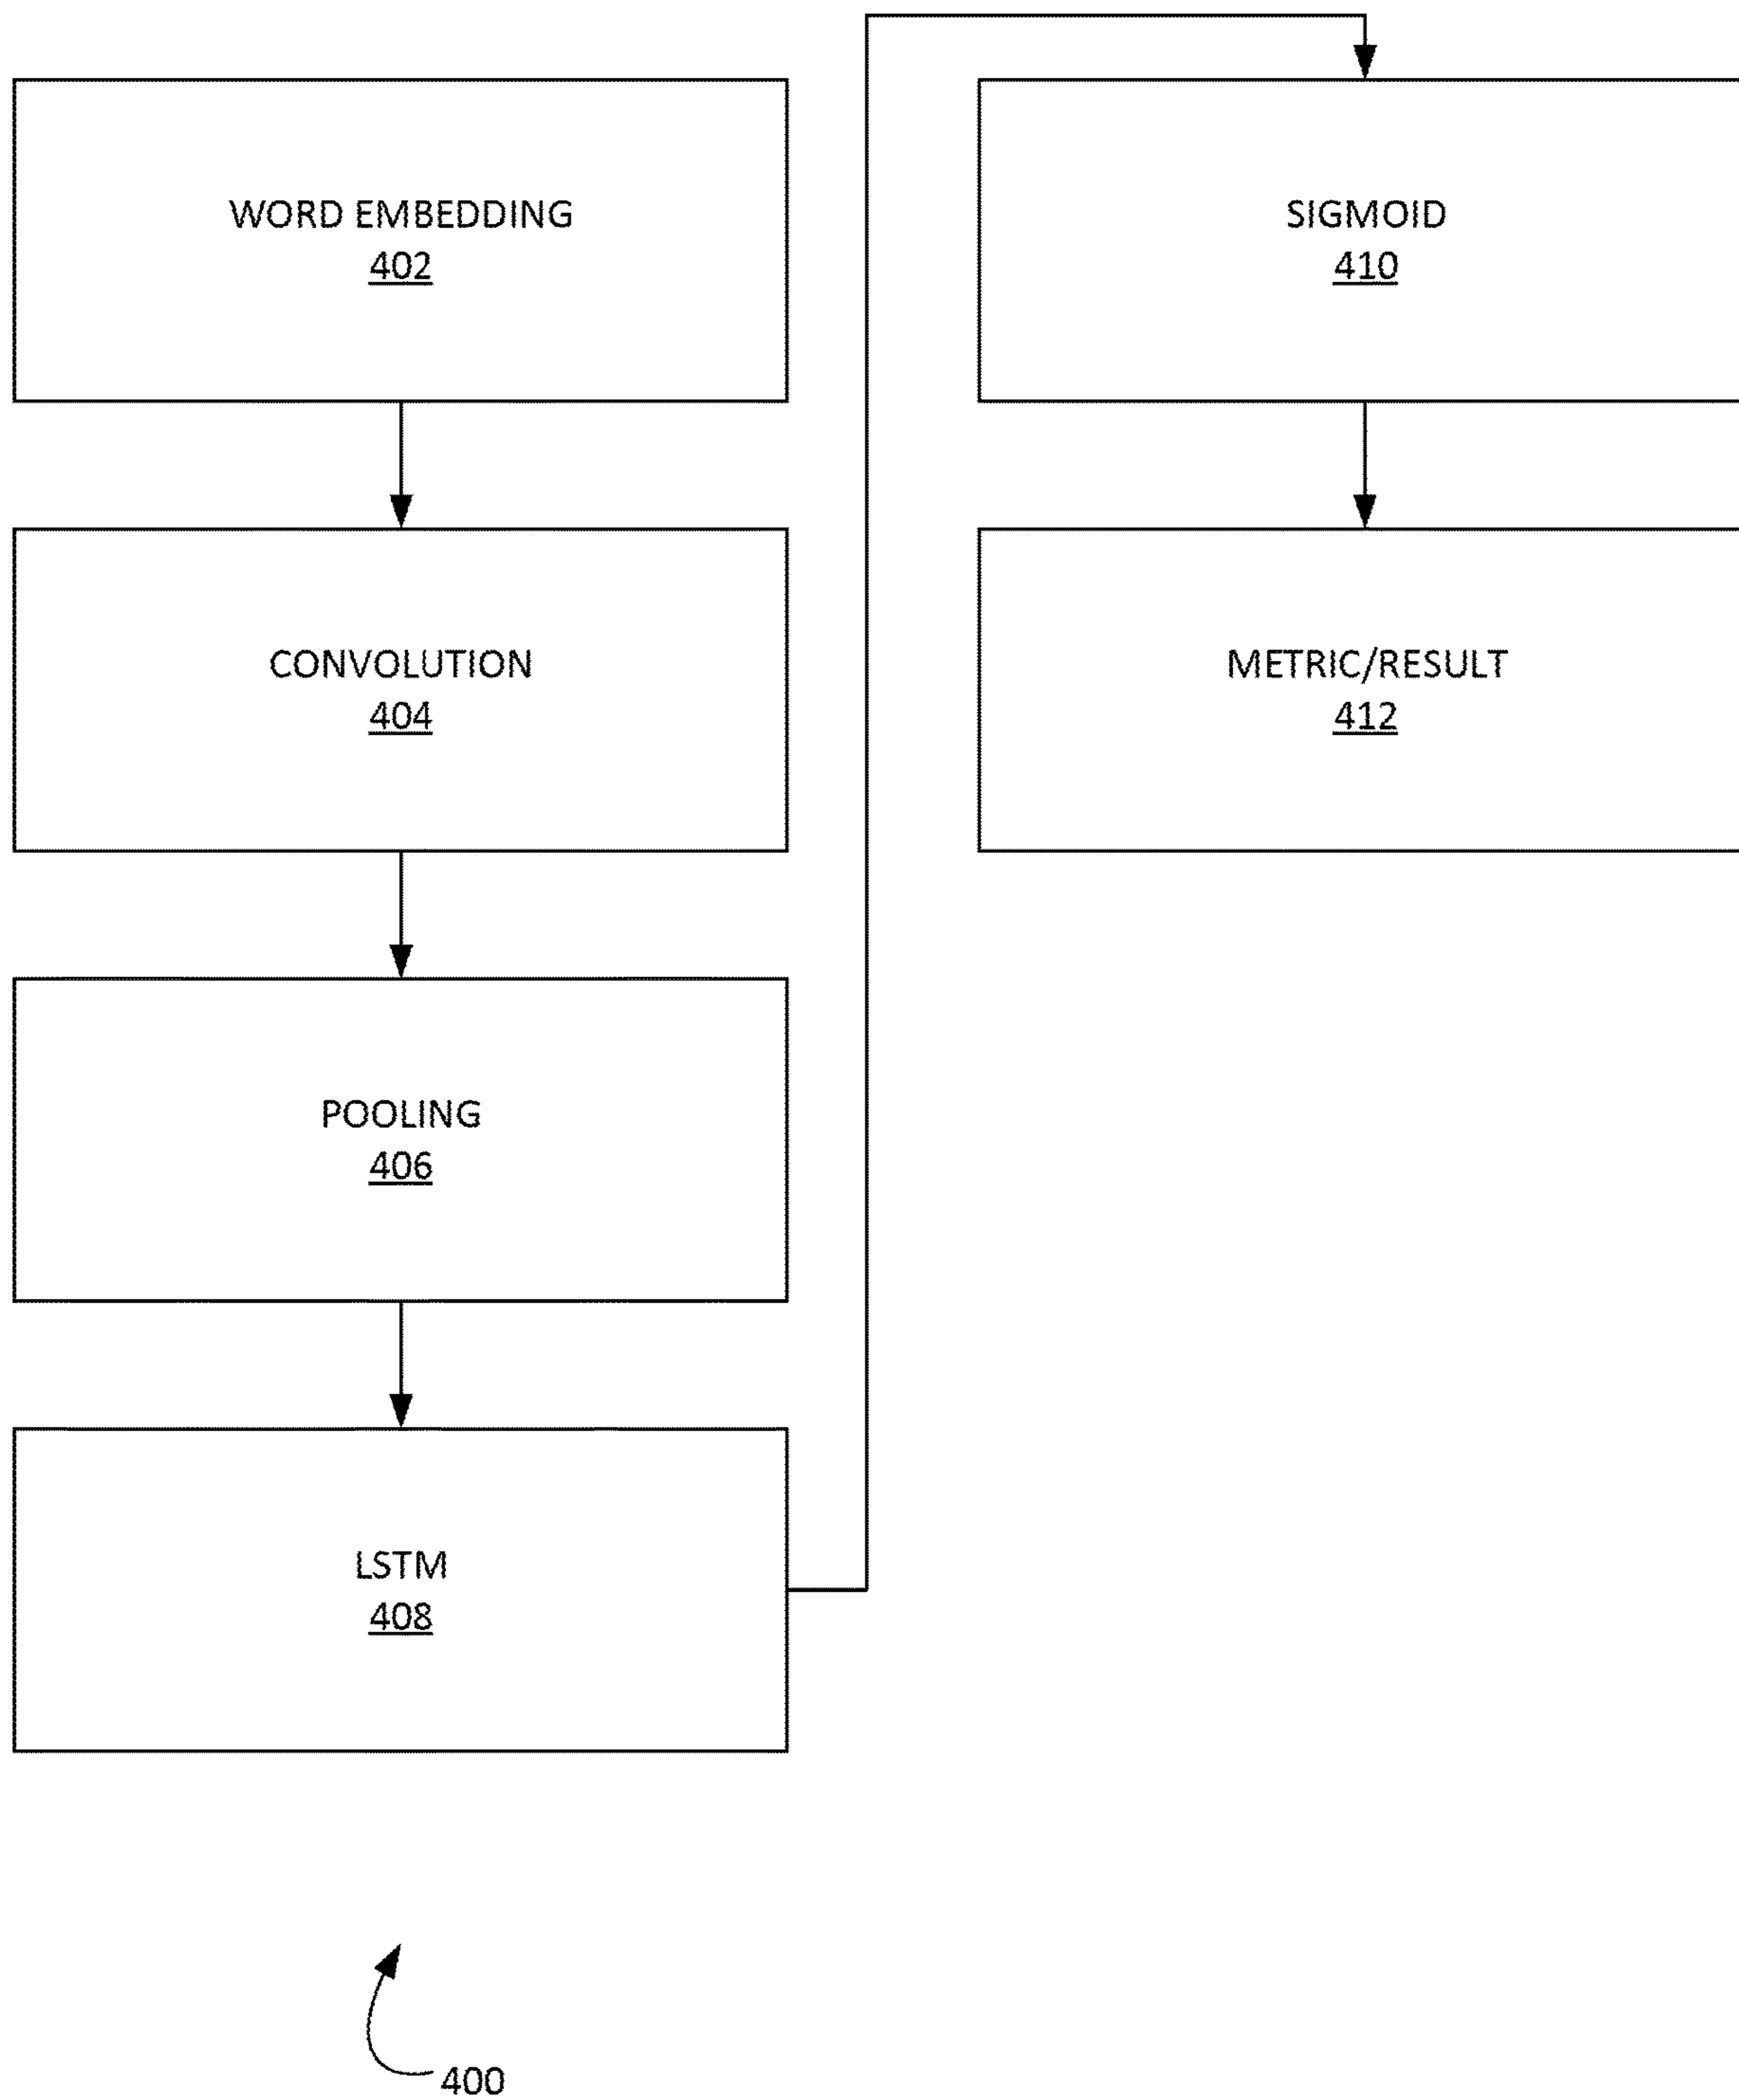 WORD EMBEDDING
402
CONVOLUTION
404
POOLING
406
LSTM
408
SIGMOID
410
METRIC/RESULT
412
400